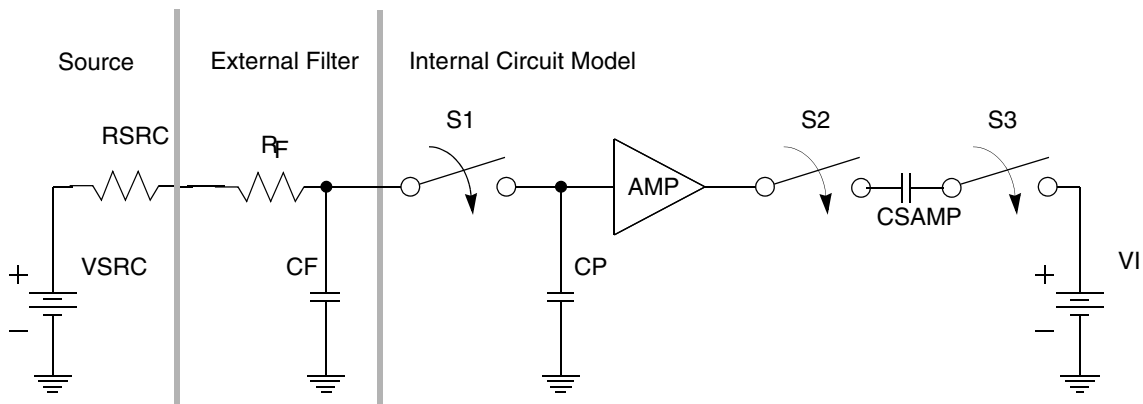 Source
External Filter
Internal Circuit Model
RSRC
RF
S1
S2
S3
AMP
CSAMP
VSRC
CF
CP
VI
+
−
+
−